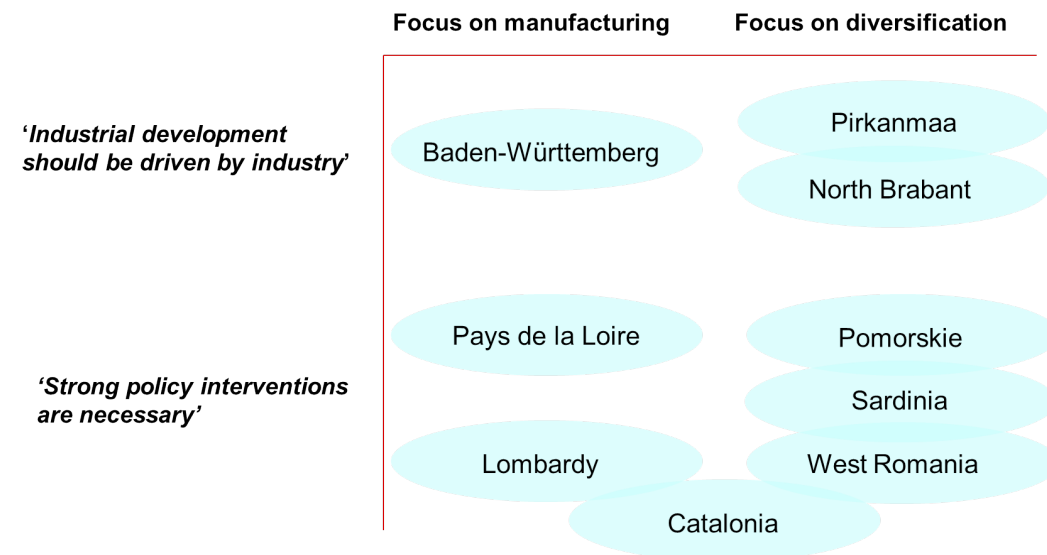 Focus on manufacturing
Focus on diversification
‘Industrial development
should be driven by industry’
Baden-Württemberg
Pirkanmaa
North Brabant
‘Strong policy interventions
are necessary’
Pays de la Loire
Pomorskie
Sardinia
Lombardy
West Romania
Catalonia